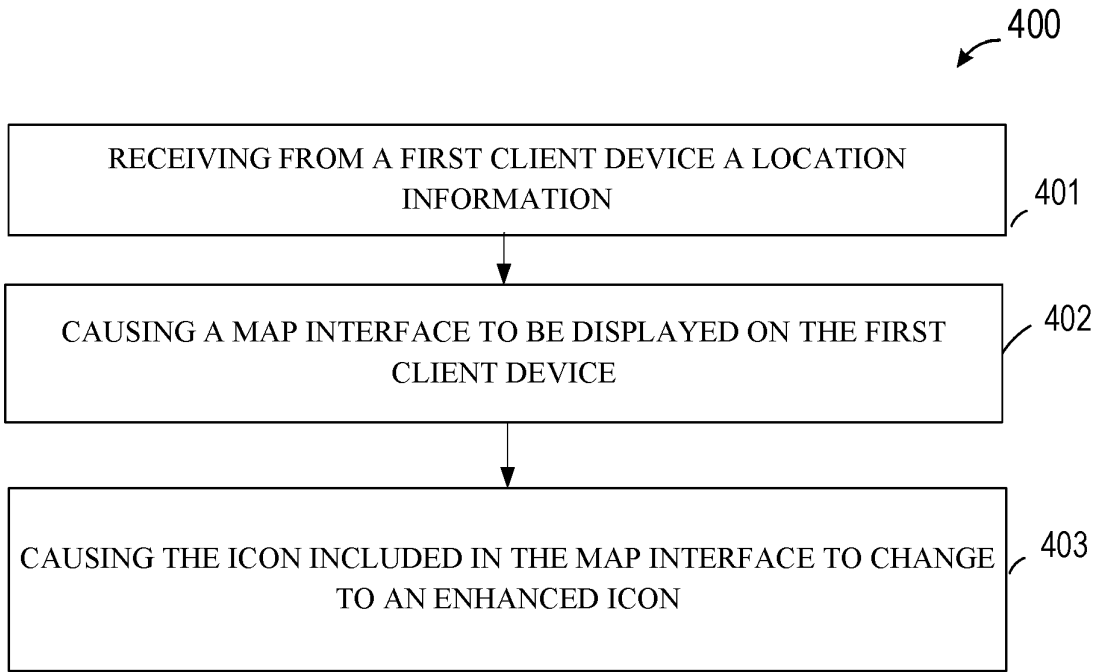 400
RECEIVING FROM A FIRST CLIENT DEVICE A LOCATION
INFORMATION
401
CAUSING A MAP INTERFACE TO BE DISPLAYED ON THE FIRST
CLIENT DEVICE
402
CAUSING THE ICON INCLUDED IN THE MAP INTERFACE TO CHANGE
TO AN ENHANCED ICON
403